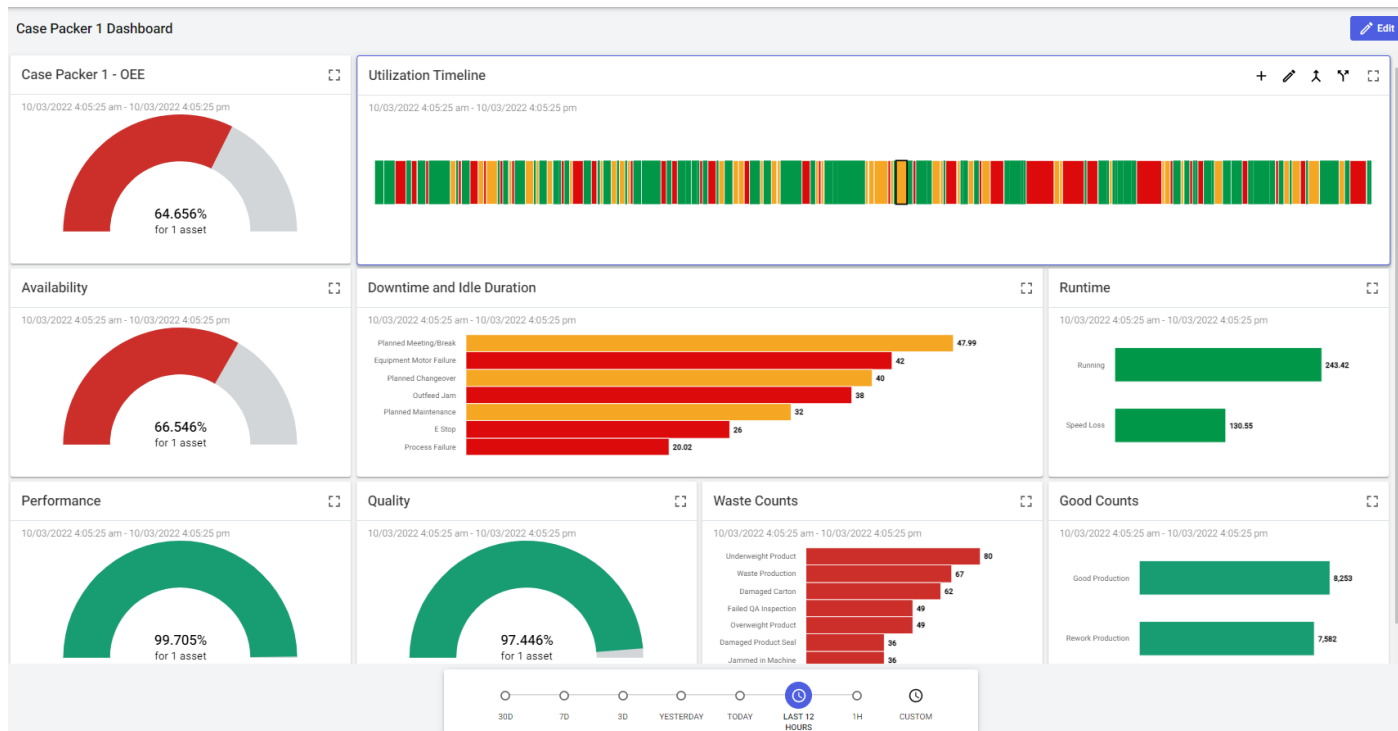 Case Packer 1 Dashboard
Edit
Case Packer 1 - OEE
10/03/2022 4:05:25 am - 10/03/2022 4:05:25 pm
64.656%
for 1 asset
Utilization Timeline
10/03/2022 4:05:25 am - 10/03/2022 4:05:25 pm
Availability
10/03/2022 4:05:25 am - 10/03/2022 4:05:25 pm
66.546%
for 1 asset
Downtime and Idle Duration
10/03/2022 4:05:25 am - 10/03/2022 4:05:25 pm
Planned Meeting/Break 47.99
Equipment Motor Failure 42
Planned Changeover 40
Outfeed Jam 38
Planned Maintenance 32
E Stop 26
Process Failure 20.02
Runtime
10/03/2022 4:05:25 am - 10/03/2022 4:05:25 pm
Running 243.42
Speed Loss 130.55
Performance
10/03/2022 4:05:25 am - 10/03/2022 4:05:25 pm
99.705%
for 1 asset
Quality
10/03/2022 4:05:25 am - 10/03/2022 4:05:25 pm
97.446%
for 1 asset
Waste Counts
10/03/2022 4:05:25 am - 10/03/2022 4:05:25 pm
Underweight Product 80
Waste Production 67
Damaged Carton 62
Failed QA Inspection 49
Overweight Product 49
Damaged Product Seal 36
Jammed in Machine 36
Good Counts
10/03/2022 4:05:25 am - 10/03/2022 4:05:25 pm
Good Production 8,253
Rework Production 7,582
30D
7D
3D
YESTERDAY
TODAY
LAST 12
HOURS
1H
CUSTOM